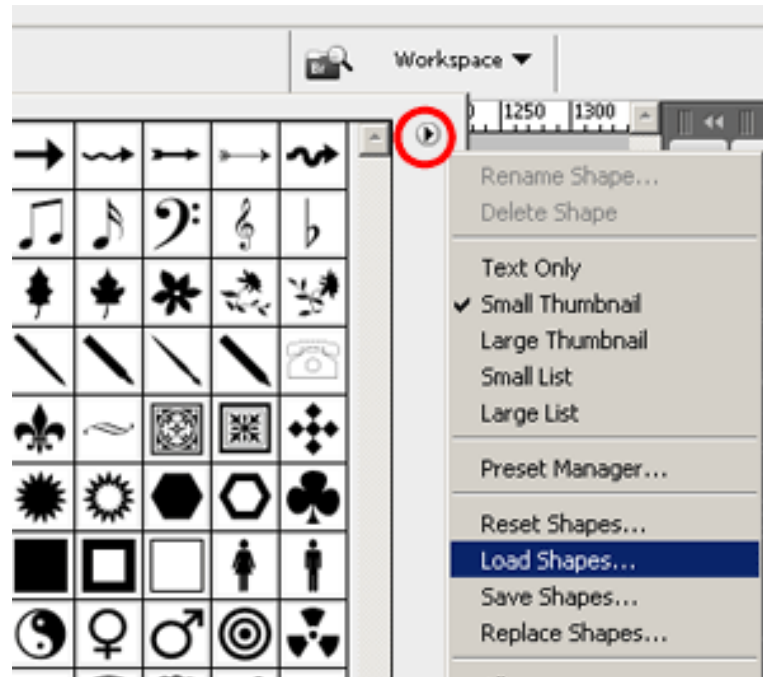 Br
Workspace
1250 1300
Rename Shape...
Delete Shape
Text Only
Small Thumbnail
Large Thumbnail
Small List
Large List
Preset Manager...
Reset Shapes...
Load Shapes...
Save Shapes...
Replace Shapes...